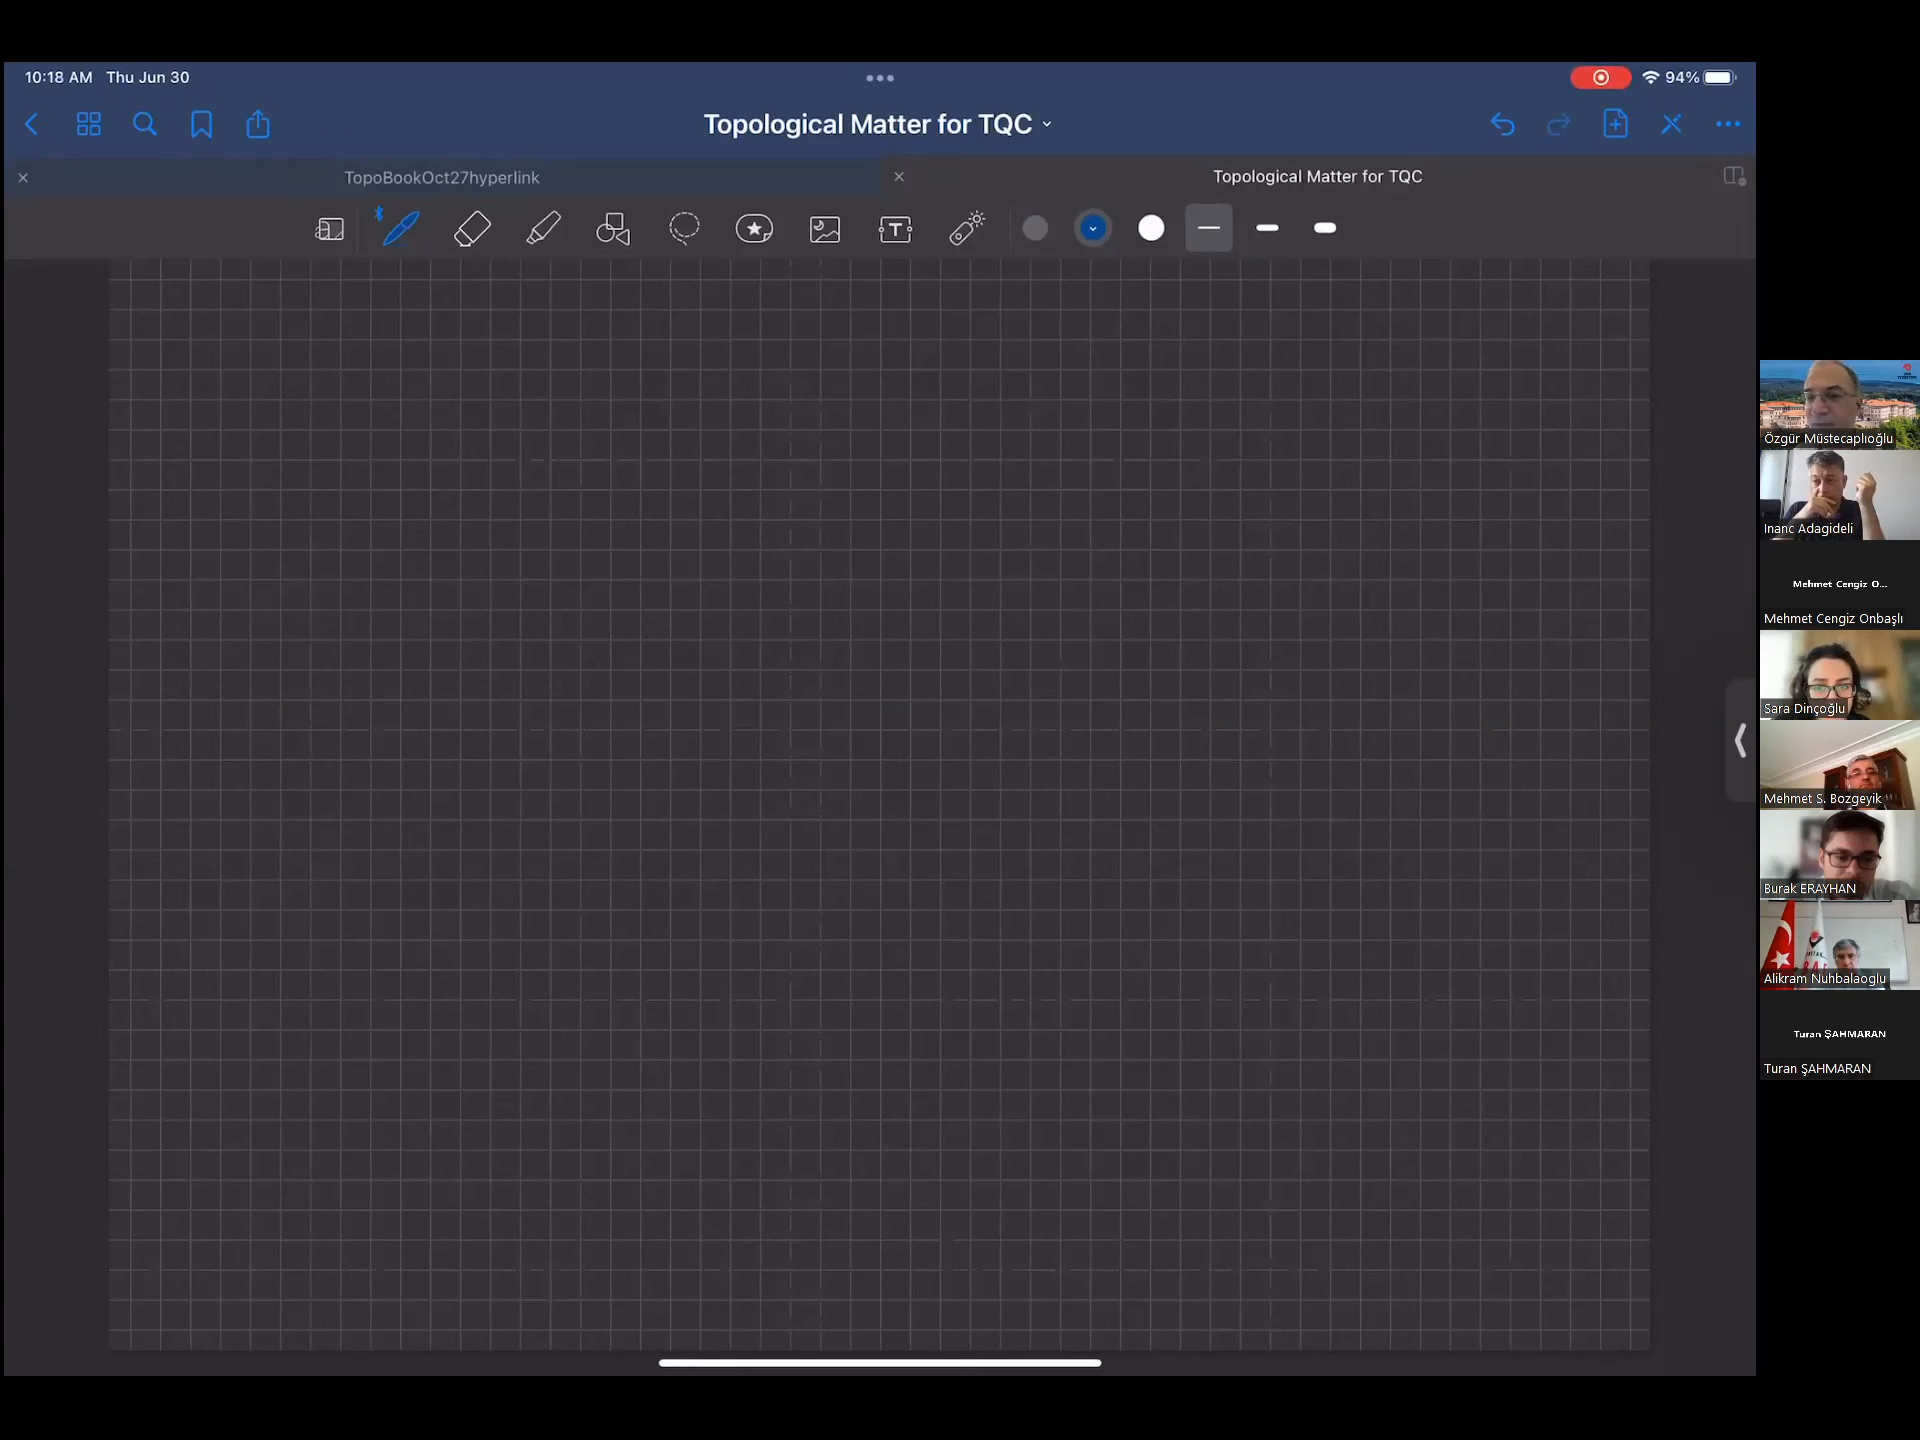 10:18 AM Thu Jun 30
94%
Topological Matter for TQC
TopoBookOct27hyperlink
Topological Matter for TQC
T
Özgür Müstecaplıoğlu
Inanc Adagideli
Mehmet Cengiz O...
Mehmet Cengiz Onbaşlı
Sara Dinçoğlu
Mehmet S. Bozgeyik
Burak ERAYHAN
Alikram Nuhbalaoglu
Turan ŞAHMARAN
Turan ŞAHMARAN